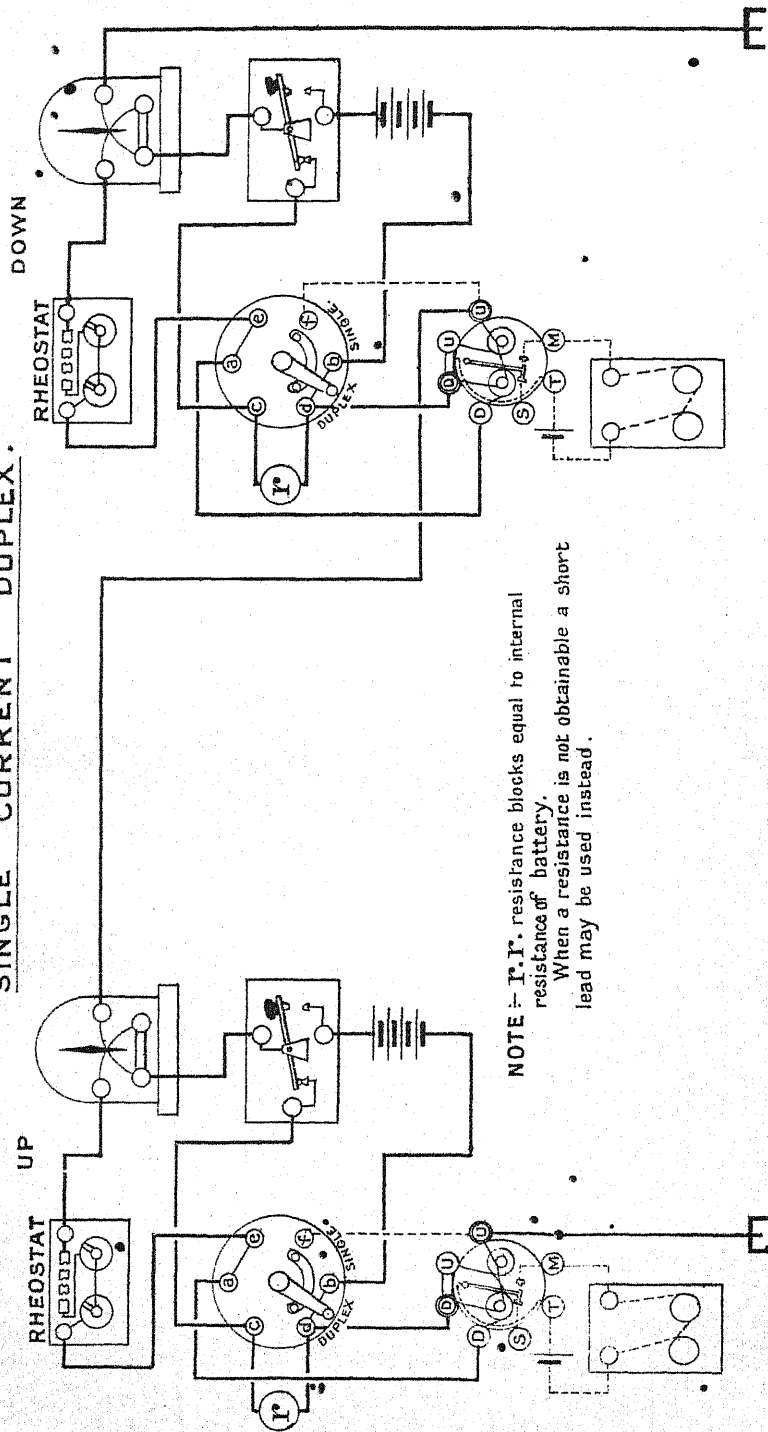 SINGLE CURRENT DUPLEX.
UP
DOWN
RHEOSTAT
RHEOSTAT
a
e
c
f
d
b
DUPLEX
SINGLE.
r
U
U
D
D
S
T
M
a
e
c
f
d
b
DUPLEX
SINGLE.
r
U
U
D
D
S
T
M
E
E
NOTE :- r.r. resistance blocks equal to internal
resistance of battery.
When a resistance is not obtainable a short
lead may be used instead.